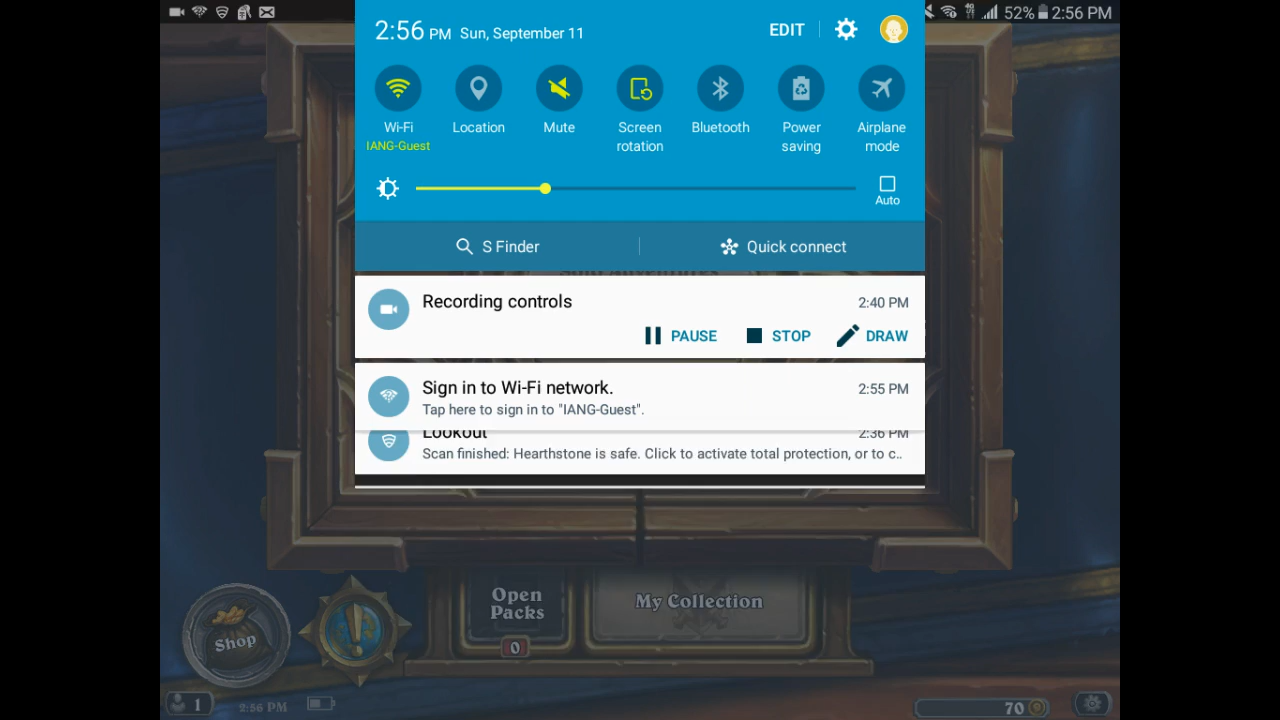 52% 2:56 PM
2:56 PM Sun, September 11
EDIT
Wi-Fi
IANG-Guest
Location
Mute
Screen
rotation
Bluetooth
Power
saving
Airplane
mode
Auto
S Finder
Quick connect
Recording controls
2:40 PM
PAUSE
STOP
DRAW
Sign in to Wi-Fi network.
2:55 PM
Tap here to sign in to "IANG-Guest".
Lookout
2:36 PM
Scan finished: Hearthstone is safe. Click to activate total protection, or to c..
Open
Packs
0
My Collection
Shop
1
2:56 PM
70